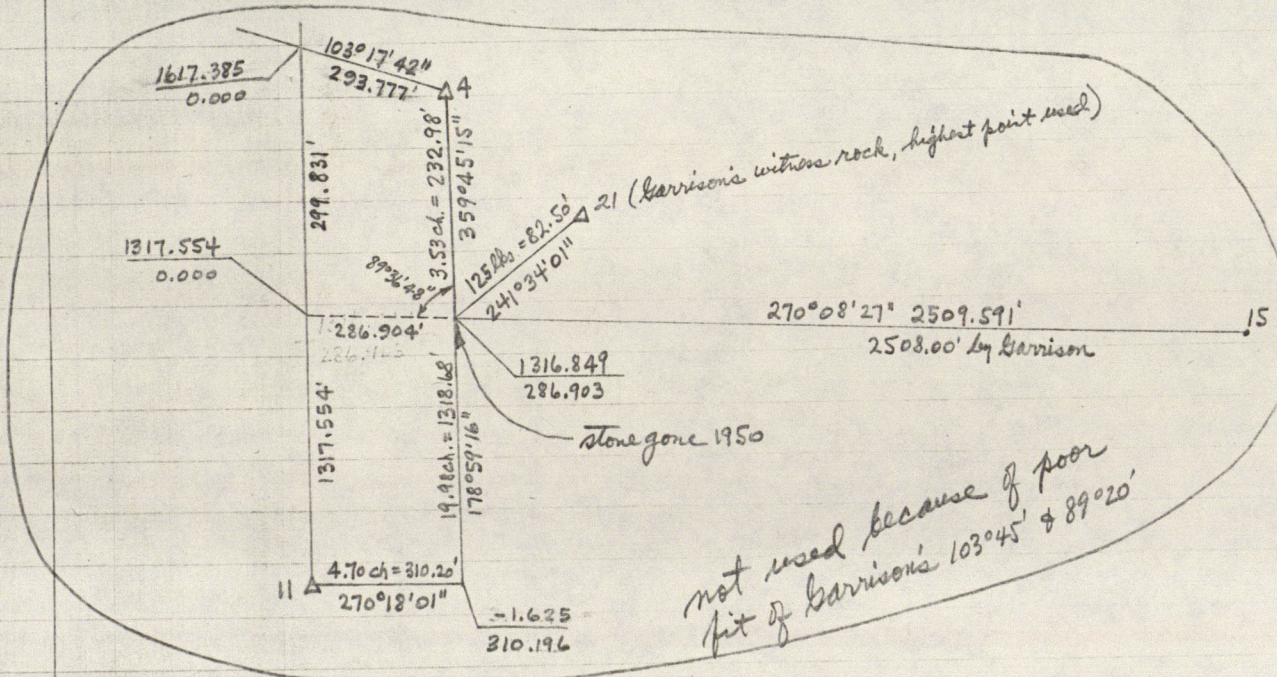 103°17'42"
293.777'
4
1617.385
0.000
299.831'
3.53 ch. = 232.98'
359°45'15"
21 (Garrison's witness rock, highest point used)
125 lks = 82.50'
241°34'01"
1317.554
0.000
89°36'48"
286.904'
270°08'27" 2509.591'
2508.00' by Garrison
15
1316.849
286.903
stone gone 1950
1317.554'
19.98 ch. = 1318.68'
178°59'16"
11
4.70 ch = 310.20'
270°18'01"
-1.625
310.196
not used because of poor
fit of Garrison's 103°45' & 89°20'